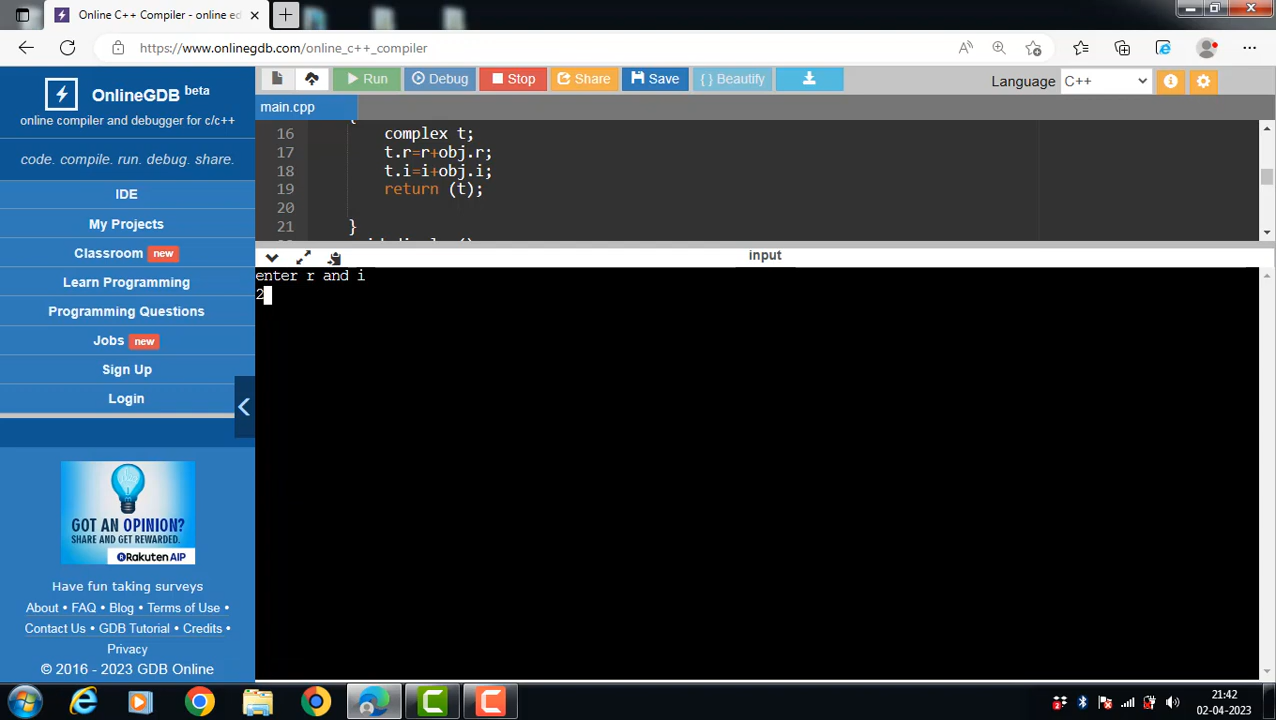 Online C++ Compiler - online ed
https://www.onlinegdb.com/online_c++_compiler
OnlineGDB beta
online compiler and debugger for c/c++
code. compile. run. debug. share.
IDE
My Projects
Classroom new
Learn Programming
Programming Questions
Jobs new
Sign Up
Login
GOT AN OPINION?
SHARE AND GET REWARDED.
Rakuten AIP
Have fun taking surveys
About • FAQ • Blog • Terms of Use •
Contact Us • GDB Tutorial • Credits •
Privacy
© 2016 - 2023 GDB Online
Run Debug Stop Share Save { } Beautify Language C++
main.cpp
{
16 complex t;
17 t.r=r+obj.r;
18 t.i=i+obj.i;
19 return (t);
20
21 }
input
enter r and i
2
21:42
02-04-2023